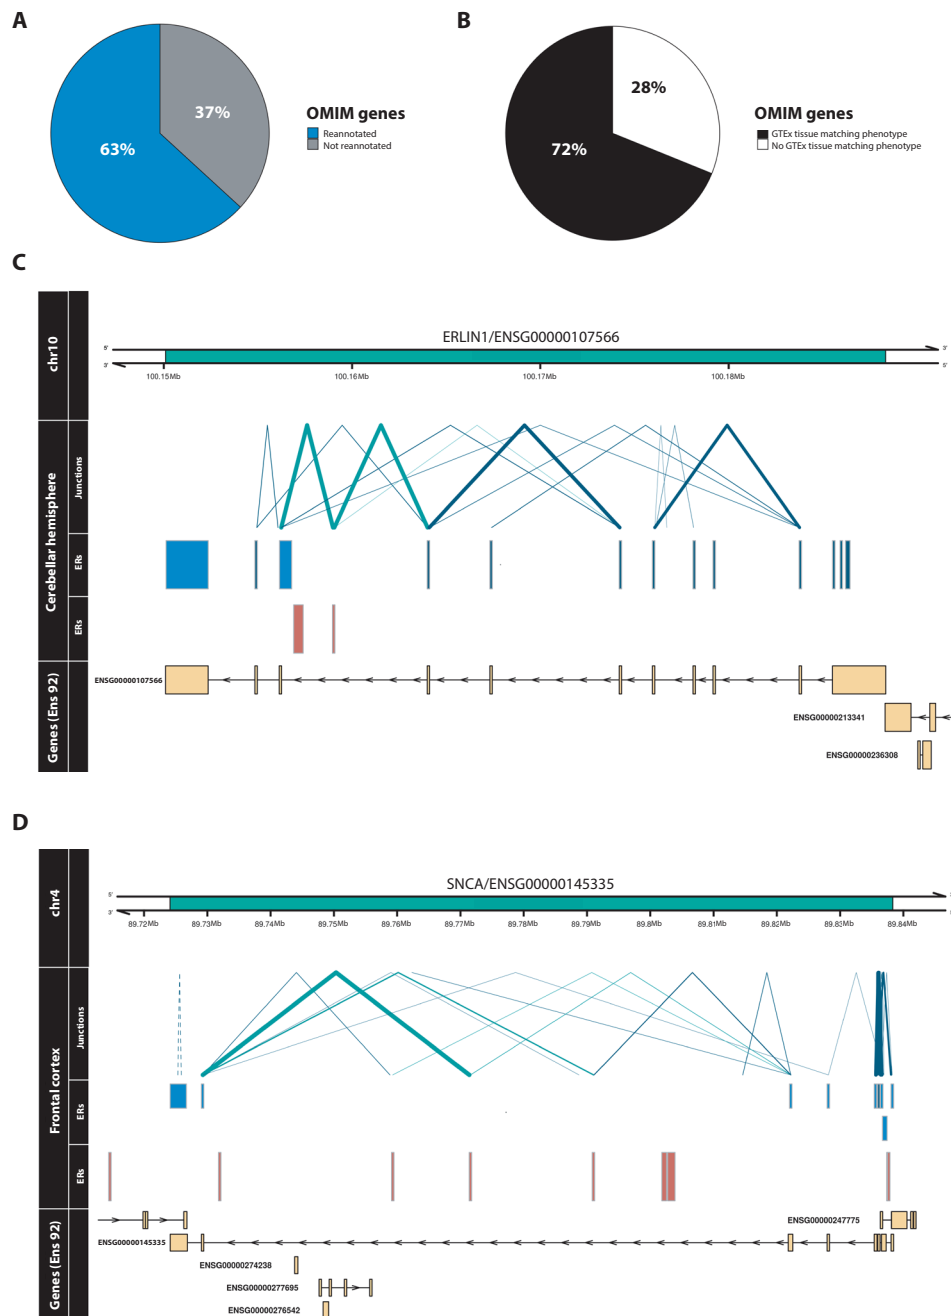 A
B
37%
63%
OMIM genes
Reannotated
Not reannotated
28%
72%
OMIM genes
GTEx tissue matching phenotype
No GTEx tissue matching phenotype
C
chr10
ERLIN1/ENSG00000107566
5'
3'
3'
5'
100.15Mb
100.16Mb
100.17Mb
100.18Mb
Cerebellar hemisphere
Junctions
ERs
ERs
Genes (Ens 92)
ENSG00000107566
ENSG00000213341
ENSG00000236308
D
chr4
SNCA/ENSG00000145335
5'
3'
89.72Mb
89.73Mb
89.74Mb
89.75Mb
89.76Mb
89.77Mb
89.78Mb
89.79Mb
89.8Mb
89.81Mb
89.82Mb
89.83Mb
89.84Mb
Frontal cortex
Junctions
ERs
ERs
Genes (Ens 92)
ENSG00000247775
ENSG00000145335
ENSG00000274238
ENSG00000277695
ENSG00000276542